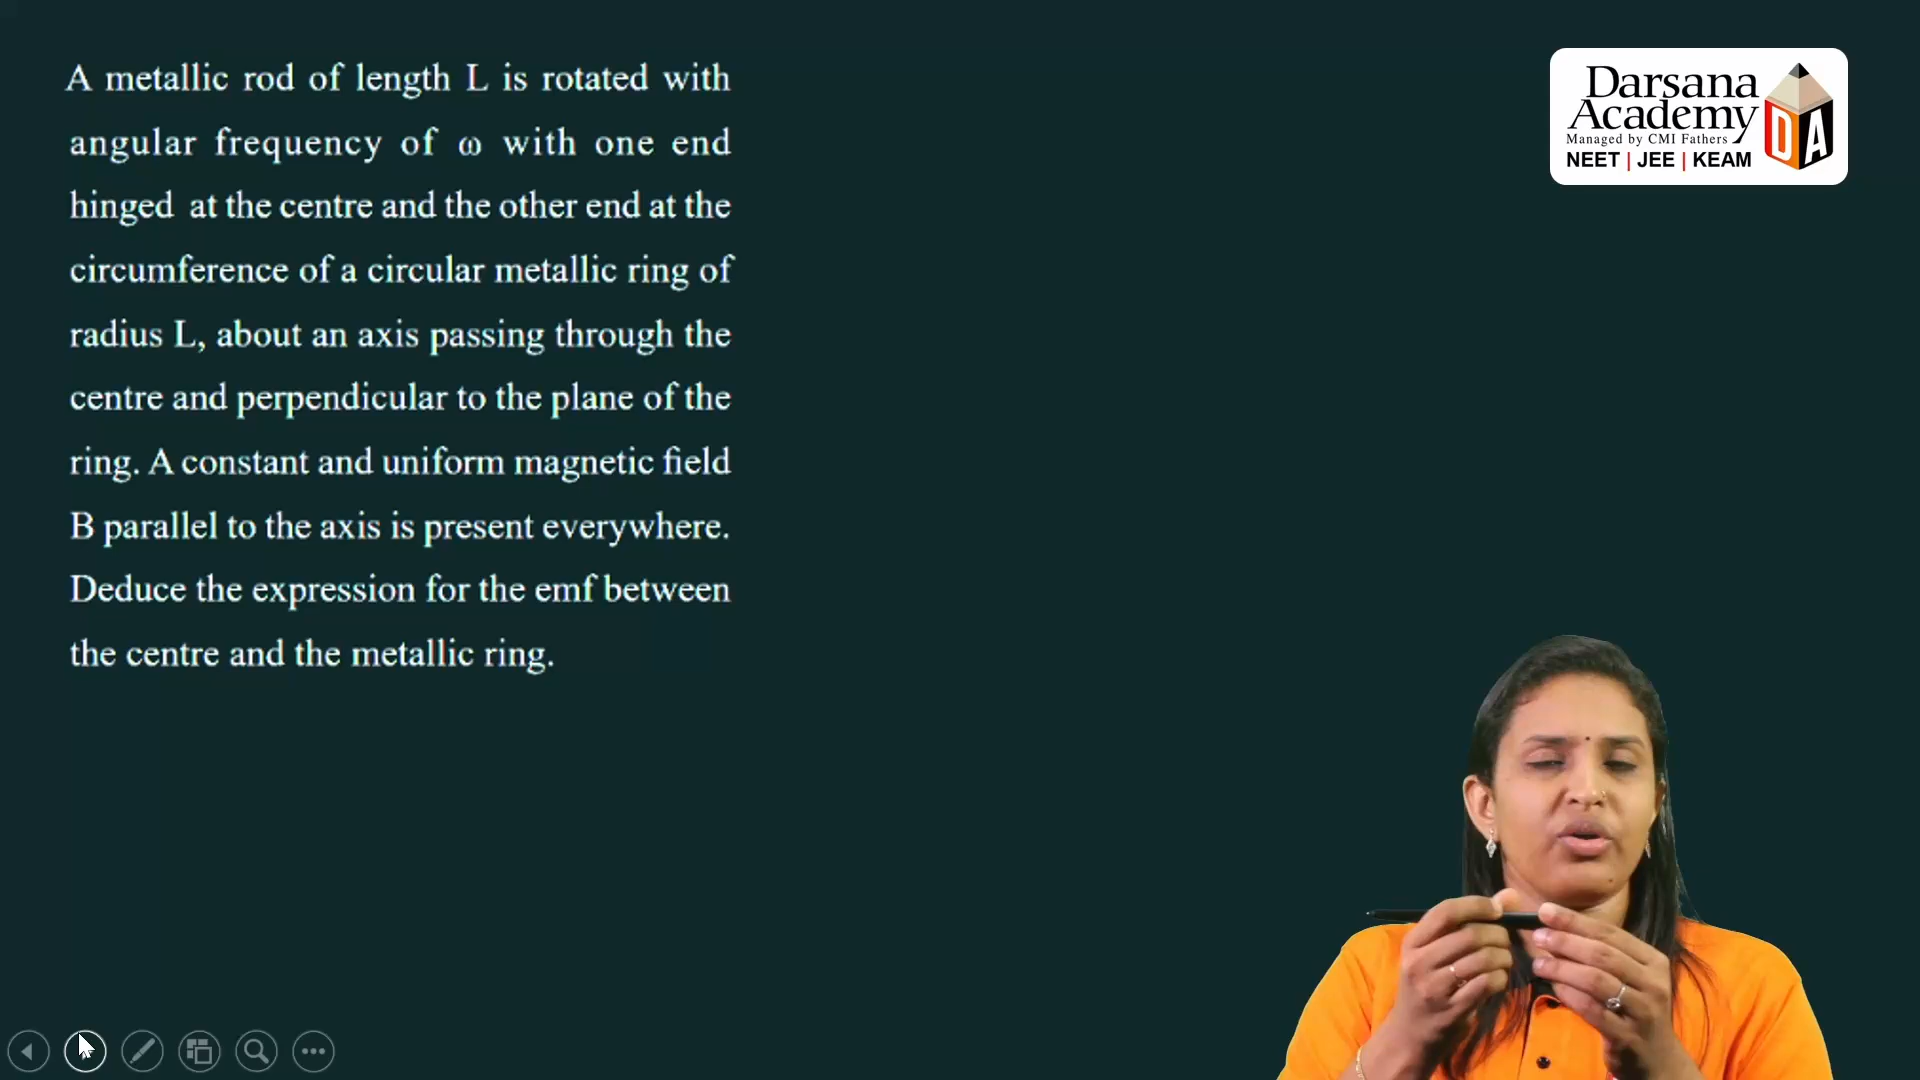 A metallic rod of length L is rotated with
angular frequency of ω with one end
hinged at the centre and the other end at the
circumference of a circular metallic ring of
radius L, about an axis passing through the
centre and perpendicular to the plane of the
ring. A constant and uniform magnetic field
B parallel to the axis is present everywhere.
Deduce the expression for the emf between
the centre and the metallic ring.
Darsana
Academy
Managed by CMI Fathers
NEET | JEE | KEAM
DA